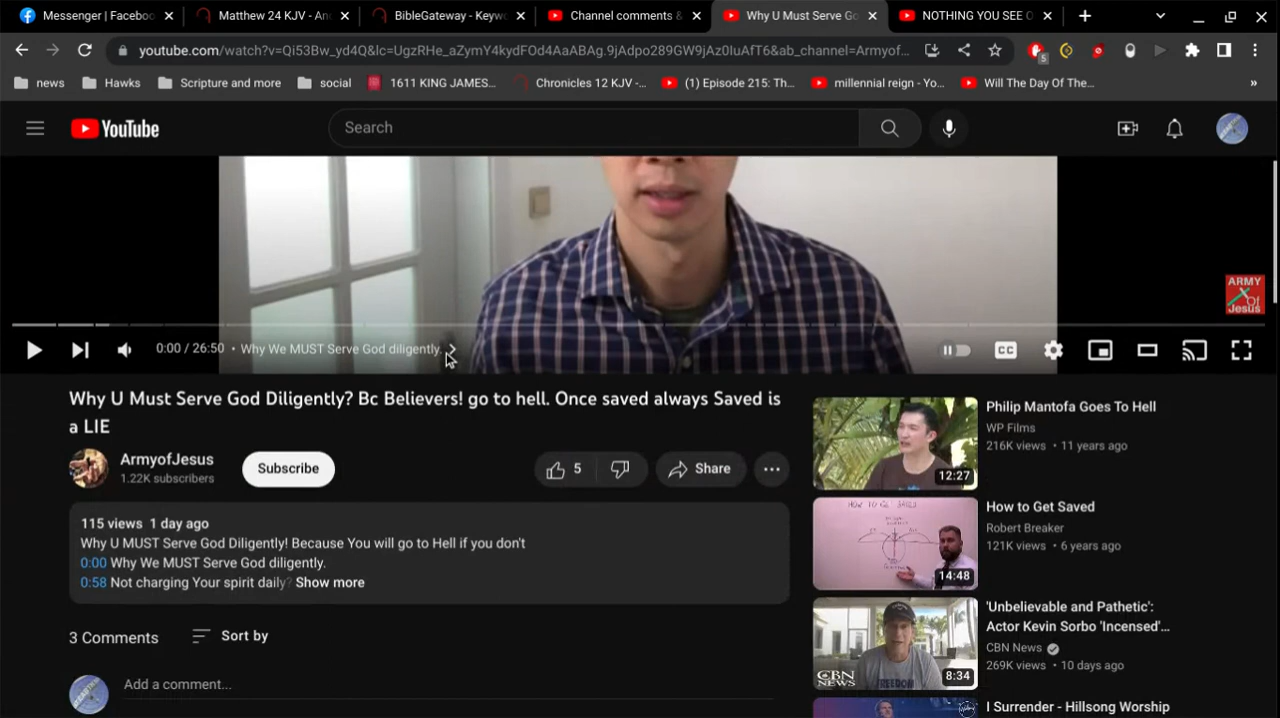 Messenger | Faceboo
Matthew 24 KJV - An
BibleGateway - Keyw
Channel comments &
Why U Must Serve Go
NOTHING YOU SEE O
youtube.com/watch?v=Qi53Bw_yd4Q&lc=UgzRHe_aZymY4kydFOd4AaABAg.9jAdpo289GW9jAz0IuAfT6&ab_channel=Armyof...
5
news
Hawks
Scripture and more
social
1611 KING JAMES...
Chronicles 12 KJV -...
(1) Episode 215: Th...
millennial reign - Yo...
Will The Day Of The...
»
YouTube
Search
ARMY
Of
JESUS
0:00 / 26:50 • Why We MUST Serve God diligently.
CC
Why U Must Serve God Diligently? Bc Believers! go to hell. Once saved always Saved is
a LIE
ArmyofJesus
1.22K subscribers
Subscribe
5
Share
115 views 1 day ago
Why U MUST Serve God Diligently! Because You will go to Hell if you don't
0:00 Why We MUST Serve God diligently.
0:58 Not charging Your spirit daily? Show more
3 Comments
Sort by
Add a comment...
12:27
Philip Mantofa Goes To Hell
WP Films
216K views • 11 years ago
HOW TO GET SAVED
14:48
How to Get Saved
Robert Breaker
121K views • 6 years ago
FREEDOM
CBN
NEWS
8:34
'Unbelievable and Pathetic':
Actor Kevin Sorbo 'Incensed'...
CBN News
269K views • 10 days ago
I Surrender - Hillsong Worship